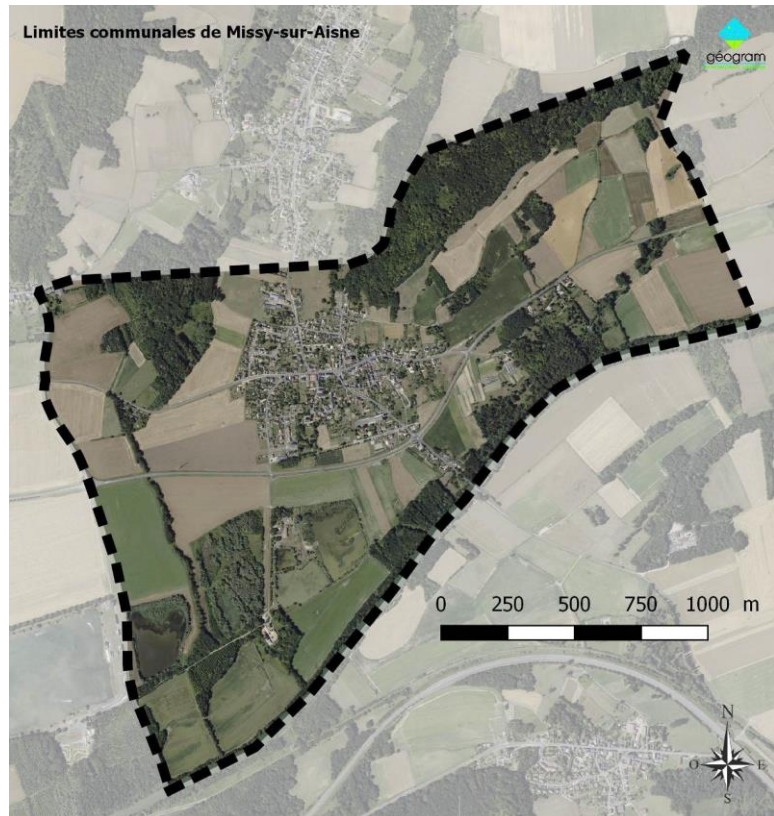 Limites communales de Missy-sur-Aisne
géogram
0 250 500 750 1000 m
N
O E
S